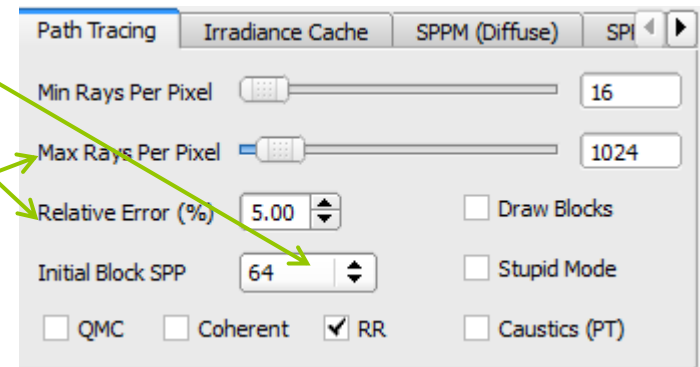 Path Tracing Irradiance Cache SPPM (Diffuse)
Min Rays Per Pixel 16
Max Rays Per Pixel 1024
Relative Error (%) 5.00 Draw Blocks
Initial Block SPP 64 Stupid Mode
QMC Coherent RR Caustics (PT)